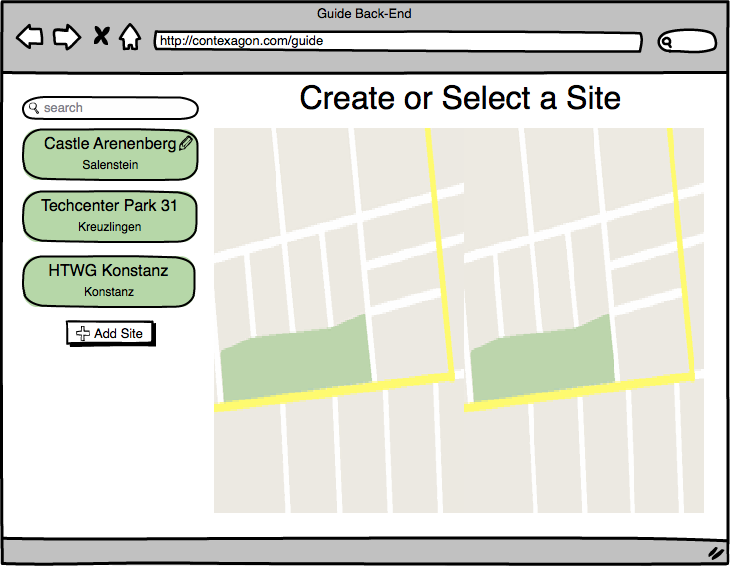 Guide Back-End
http://contexagon.com/guide
Create or Select a Site
search
Castle Arenenberg
Salenstein
Techcenter Park 31
Kreuzlingen
HTWG Konstanz
Konstanz
Add Site